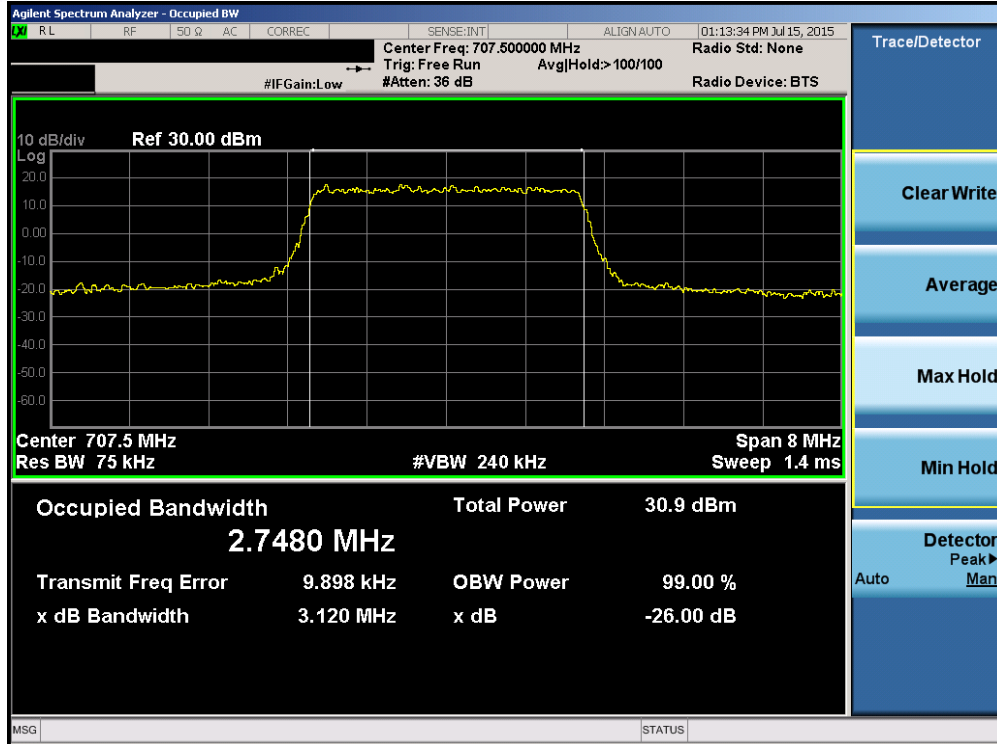 Agilent Spectrum Analyzer - Occupied BW
LXI RL RF 50 Ω AC CORREC SENSE:INT ALIGN AUTO 01:13:34 PM Jul 15, 2015
Center Freq: 707.500000 MHz Radio Std: None
Trig: Free Run Avg|Hold:>100/100
#IFGain:Low #Atten: 36 dB Radio Device: BTS
10 dB/div Ref 30.00 dBm
Log
20.0
10.0
0.00
-10.0
-20.0
-30.0
-40.0
-50.0
-60.0
Center 707.5 MHz Span 8 MHz
Res BW 75 kHz #VBW 240 kHz Sweep 1.4 ms
Occupied Bandwidth Total Power 30.9 dBm
2.7480 MHz
Transmit Freq Error 9.898 kHz OBW Power 99.00 %
x dB Bandwidth 3.120 MHz x dB -26.00 dB
MSG STATUS
Trace/Detector
Clear Write
Average
Max Hold
Min Hold
Detector
Peak▶
Auto Man